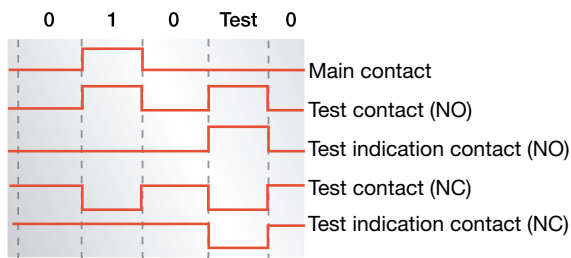 0 1 0 Test 0
Main contact
Test contact (NO)
Test indication contact (NO)
Test contact (NC)
Test indication contact (NC)